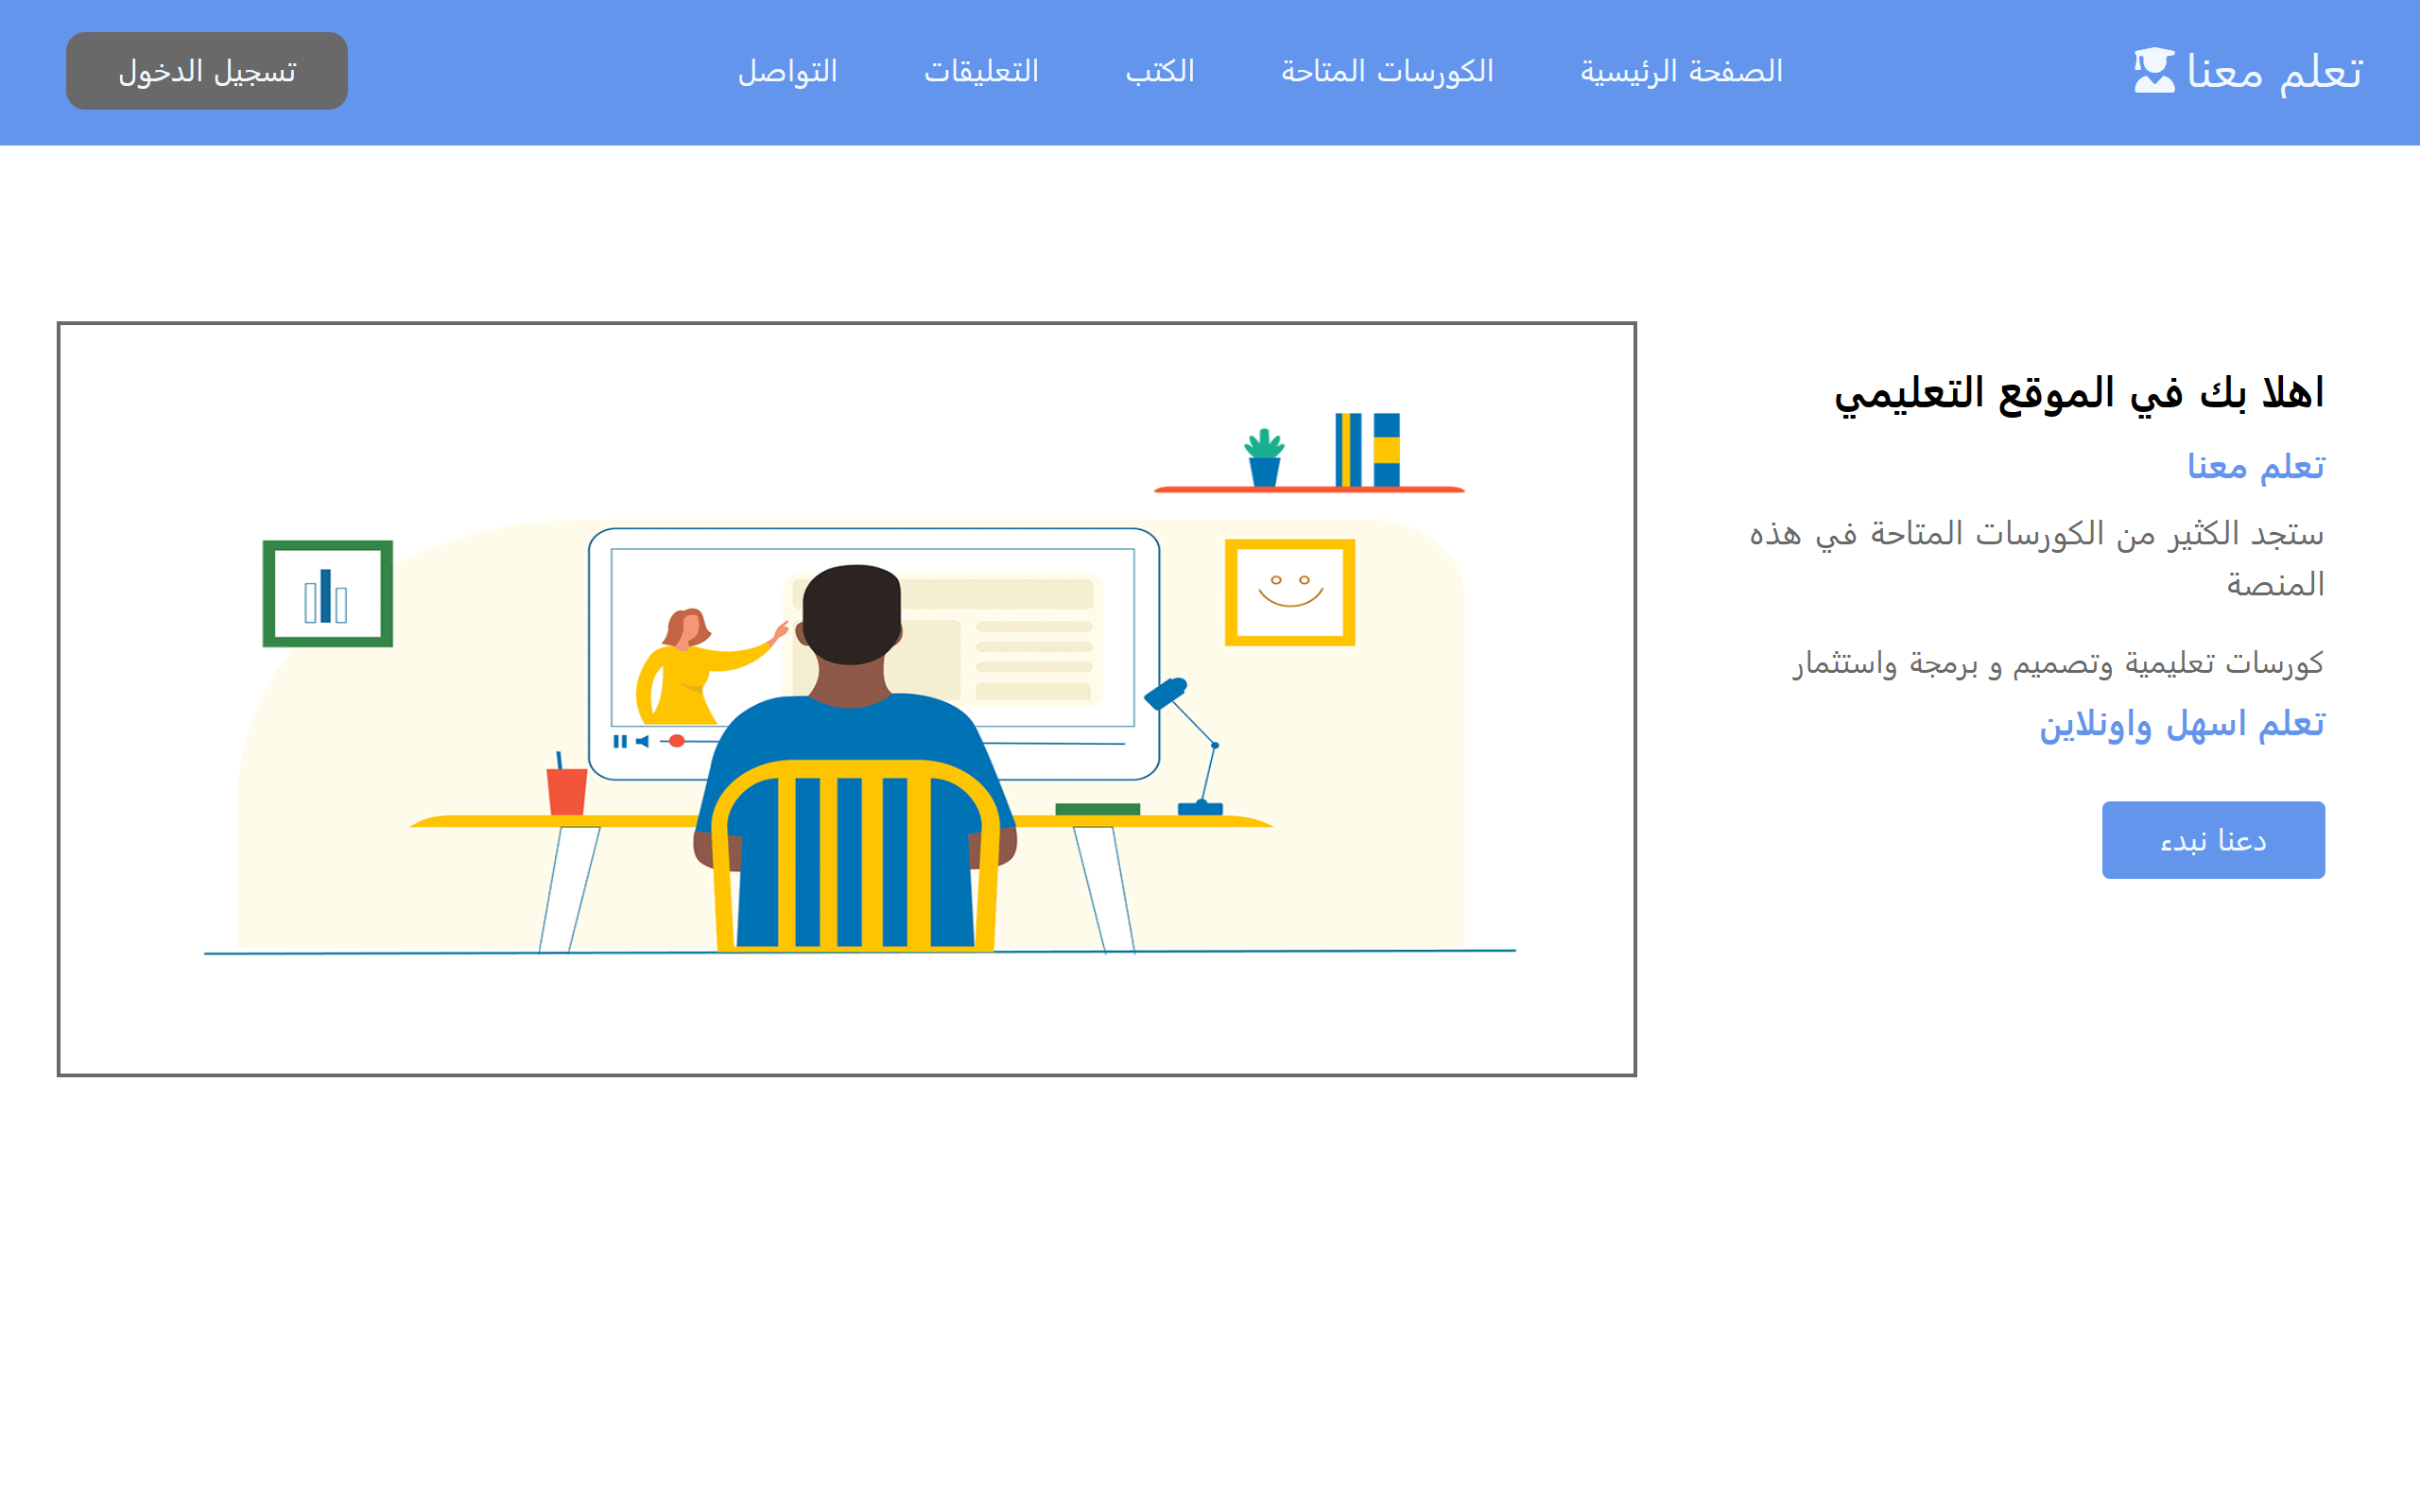 تعلم معنا
الصفحة الرئيسية
الكورسات المتاحة
الكتب
التعليقات
التواصل
تسجيل الدخول
اهلا بك في الموقع التعليمي
تعلم معنا
ستجد الكثير من الكورسات المتاحة في هذه
المنصة
كورسات تعليمية وتصميم و برمجة واستثمار
تعلم اسهل واونلاين
دعنا نبدء